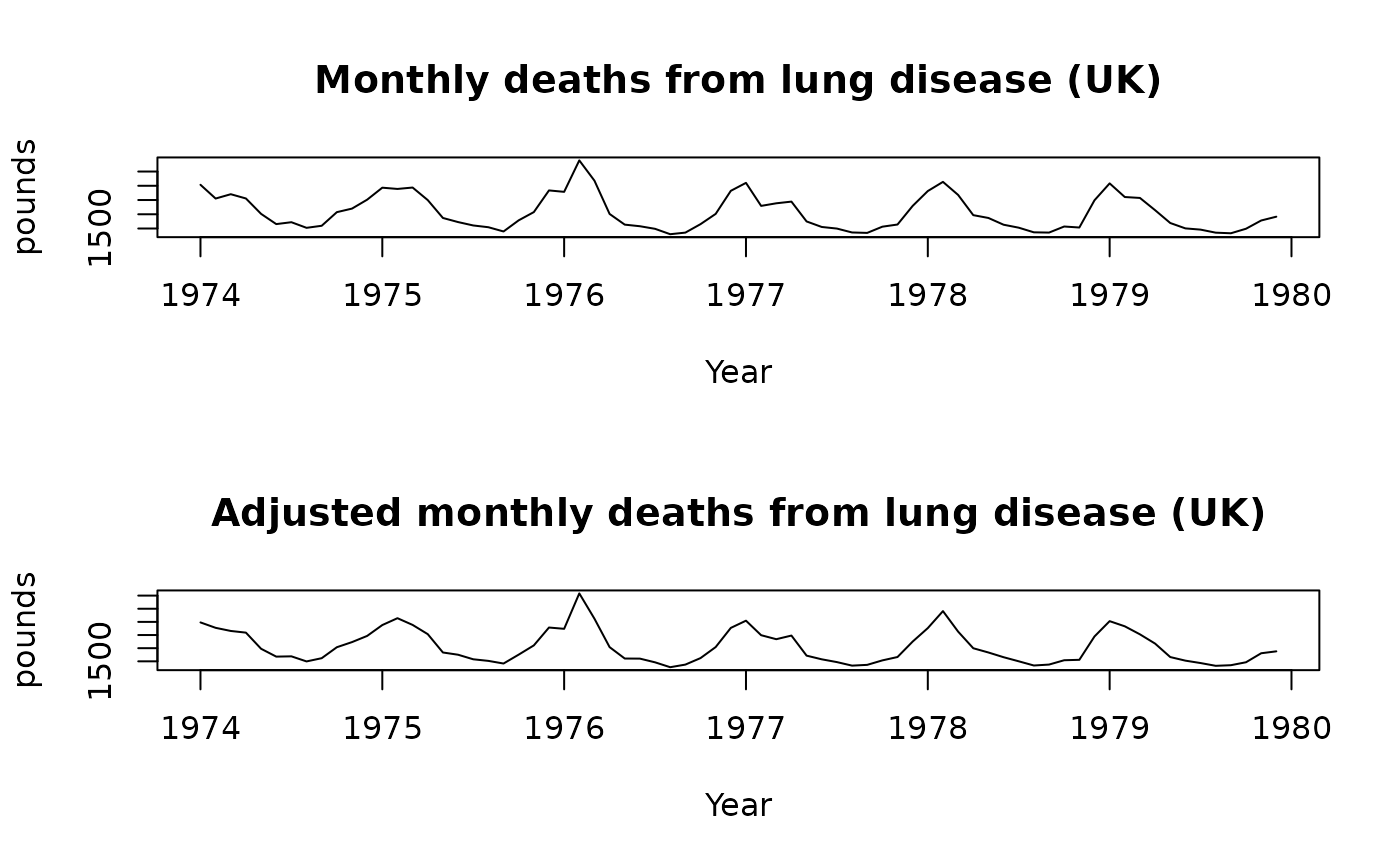 Monthly deaths from lung disease (UK)
pounds
1500
1974 1975 1976 1977 1978 1979 1980
Year
Adjusted monthly deaths from lung disease (UK)
pounds
1500
1974 1975 1976 1977 1978 1979 1980
Year